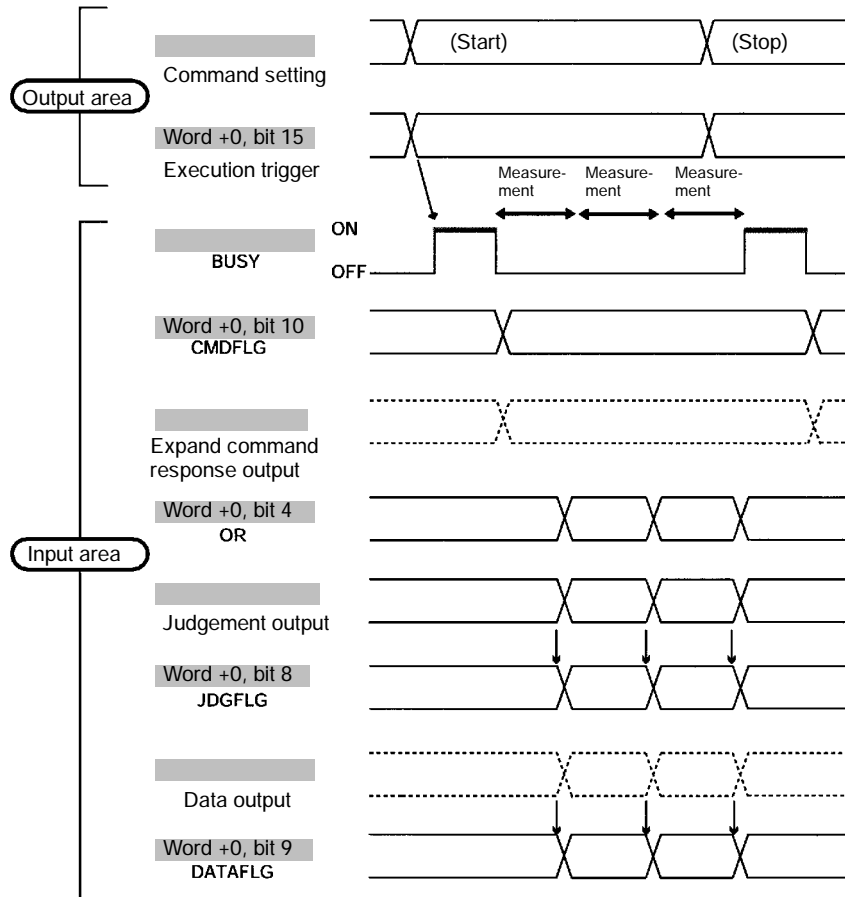 (Start)
(Stop)
Command setting
Output area
Word +0, bit 15
Execution trigger
Measure-
ment
Measure-
ment
Measure-
ment
ON
BUSY
OFF
Word +0, bit 10
CMDFLG
Expand command
response output
Word +0, bit 4
OR
Input area
Judgement output
Word +0, bit 8
JDGFLG
Data output
Word +0, bit 9
DATAFLG